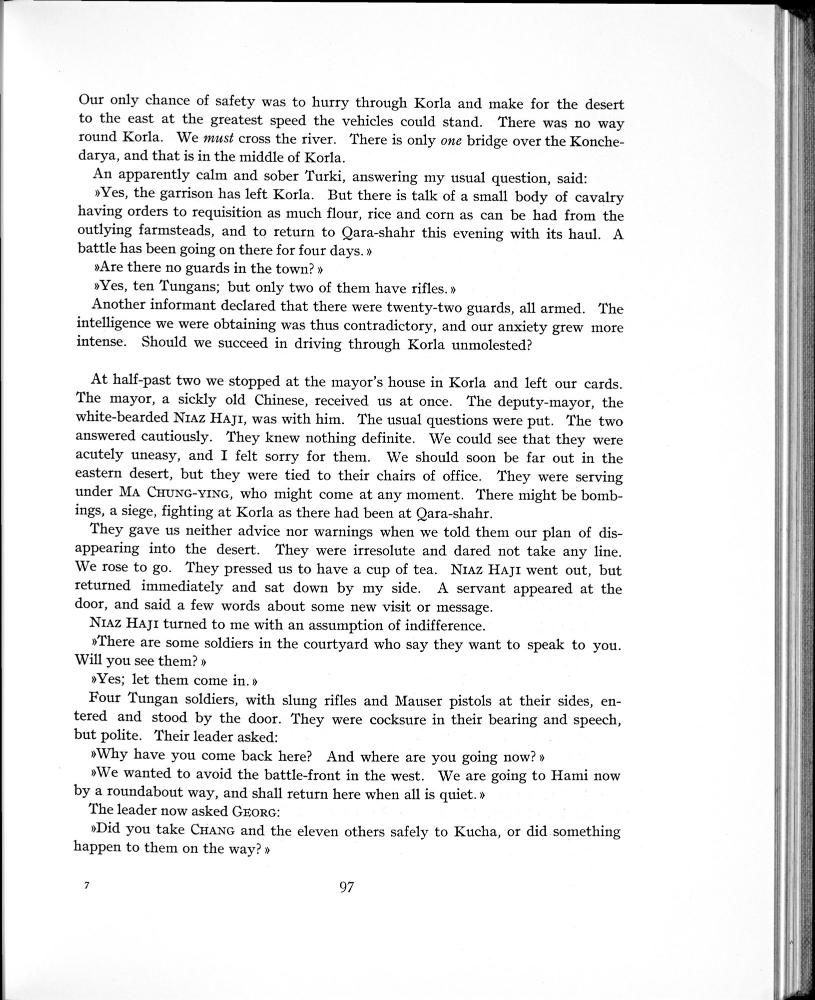 Our only chance of safety was to hurry through Korla and make for the desert
to the east at the greatest speed the vehicles could stand. There was no way
round Korla. We must cross the river. There is only one bridge over the Konche-
darya, and that is in the middle of Korla.
An apparently calm and sober Turki, answering my usual question, said:
»Yes, the garrison has left Korla. But there is talk of a small body of cavalry
having orders to requisition as much flour, rice and corn as can be had from the
outlying farmsteads, and to return to Qara-shahr this evening with its haul. A
battle has been going on there for four days.»
»Are there no guards in the town?»
»Yes, ten Tungans; but only two of them have rifles.»
Another informant declared that there were twenty-two guards, all armed. The
intelligence we were obtaining was thus contradictory, and our anxiety grew more
intense. Should we succeed in driving through Korla unmolested?
At half-past two we stopped at the mayor's house in Korla and left our cards.
The mayor, a sickly old Chinese, received us at once. The deputy-mayor, the
white-bearded NIAZ HAJI, was with him. The usual questions were put. The two
answered cautiously. They knew nothing definite. We could see that they were
acutely uneasy, and I felt sorry for them. We should soon be far out in the
eastern desert, but they were tied to their chairs of office. They were serving
under MA CHUNG-YING, who might come at any moment. There might be bomb-
ings, a siege, fighting at Korla as there had been at Qara-shahr.
They gave us neither advice nor warnings when we told them our plan of dis-
appearing into the desert. They were irresolute and dared not take any line.
We rose to go. They pressed us to have a cup of tea. NIAZ HAJI went out, but
returned immediately and sat down by my side. A servant appeared at the
door, and said a few words about some new visit or message.
NIAZ HAJI turned to me with an assumption of indifference.
»There are some soldiers in the courtyard who say they want to speak to you.
Will you see them?»
»Yes; let them come in.»
Four Tungan soldiers, with slung rifles and Mauser pistols at their sides, en-
tered and stood by the door. They were cocksure in their bearing and speech,
but polite. Their leader asked:
»Why have you come back here? And where are you going now?»
»We wanted to avoid the battle-front in the west. We are going to Hami now
by a roundabout way, and shall return here when all is quiet.»
The leader now asked GEORG:
»Did you take CHANG and the eleven others safely to Kucha, or did something
happen to them on the way?»
7 97